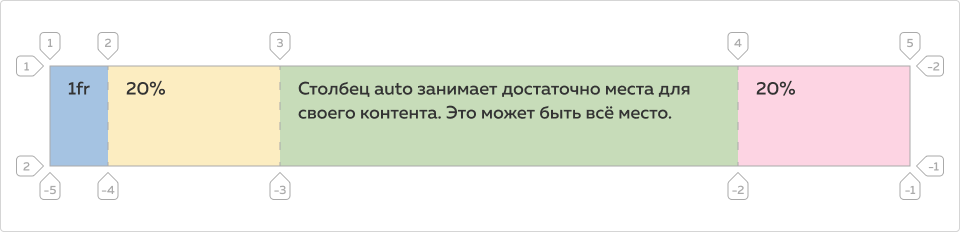 1 2 3 4 5
1 -2
1fr 20% Столбец auto занимает достаточно места для 20%
своего контента. Это может быть всё место.
2 -1
-5 -4 -3 -2 -1